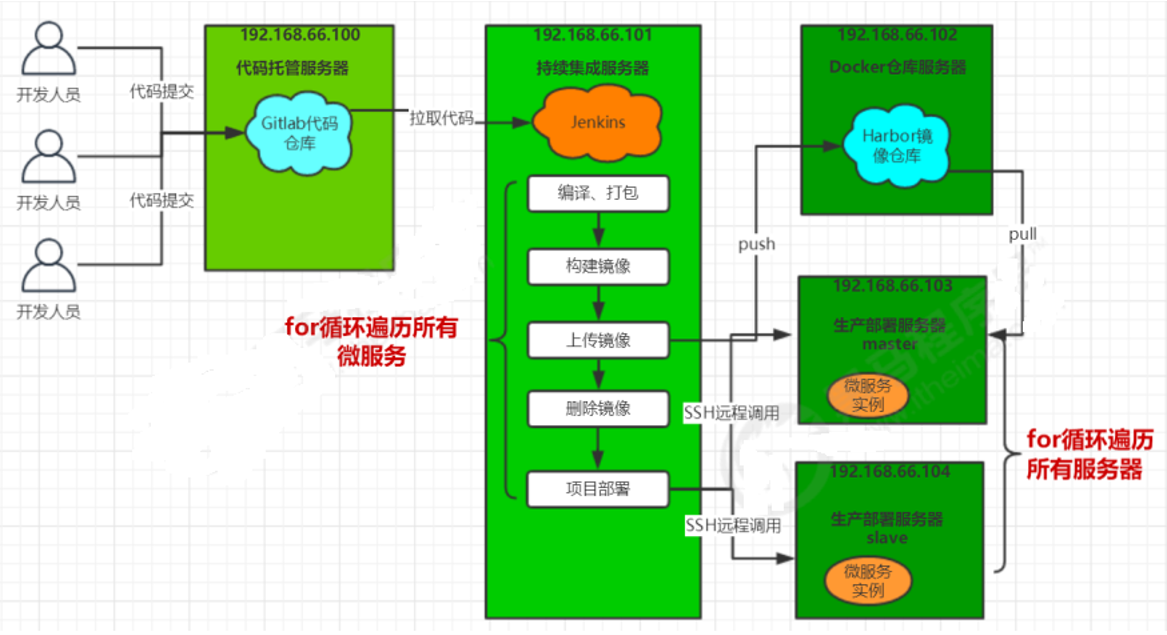 开发人员
开发人员
开发人员
代码提交
代码提交
192.168.66.100
代码托管服务器
Gitlab代码
仓库
拉取代码
192.168.66.101
持续集成服务器
Jenkins
编译、打包
构建镜像
上传镜像
删除镜像
项目部署
for循环遍历所有
微服务
push
SSH远程调用
SSH远程调用
192.168.66.102
Docker仓库服务器
Harbor镜
像仓库
pull
192.168.66.103
生产部署服务器
master
微服务
实例
192.168.66.104
生产部署服务器
slave
微服务
实例
for循环遍历
所有服务器